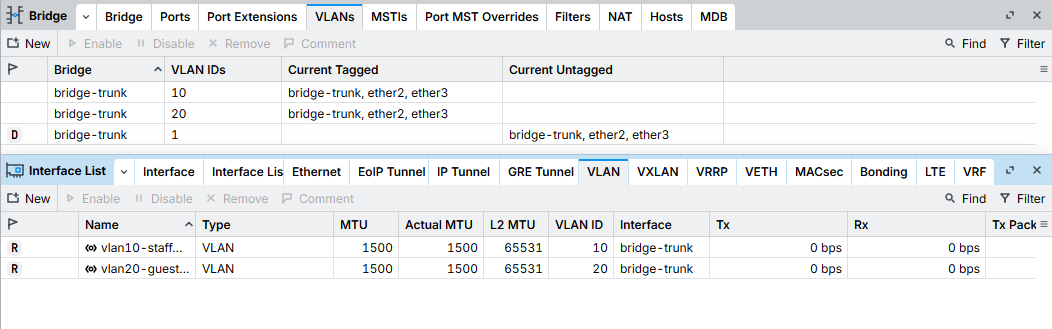 Bridge Bridge Ports Port Extensions VLANs MSTIs Port MST Overrides Filters NAT Hosts MDB
New Enable Disable Remove Comment Find Filter
Bridge VLAN IDs Current Tagged Current Untagged
bridge-trunk 10 bridge-trunk, ether2, ether3
bridge-trunk 20 bridge-trunk, ether2, ether3
D bridge-trunk 1 bridge-trunk, ether2, ether3
Interface List Interface Interface Lis Ethernet EoIP Tunnel IP Tunnel GRE Tunnel VLAN VXLAN VRRP VETH MACsec Bonding LTE VRF
New Enable Disable Remove Comment Find Filter
Name Type MTU Actual MTU L2 MTU VLAN ID Interface Tx Rx Tx Pack
R vlan10-staff... VLAN 1500 1500 65531 10 bridge-trunk 0 bps 0 bps
R vlan20-guest... VLAN 1500 1500 65531 20 bridge-trunk 0 bps 0 bps